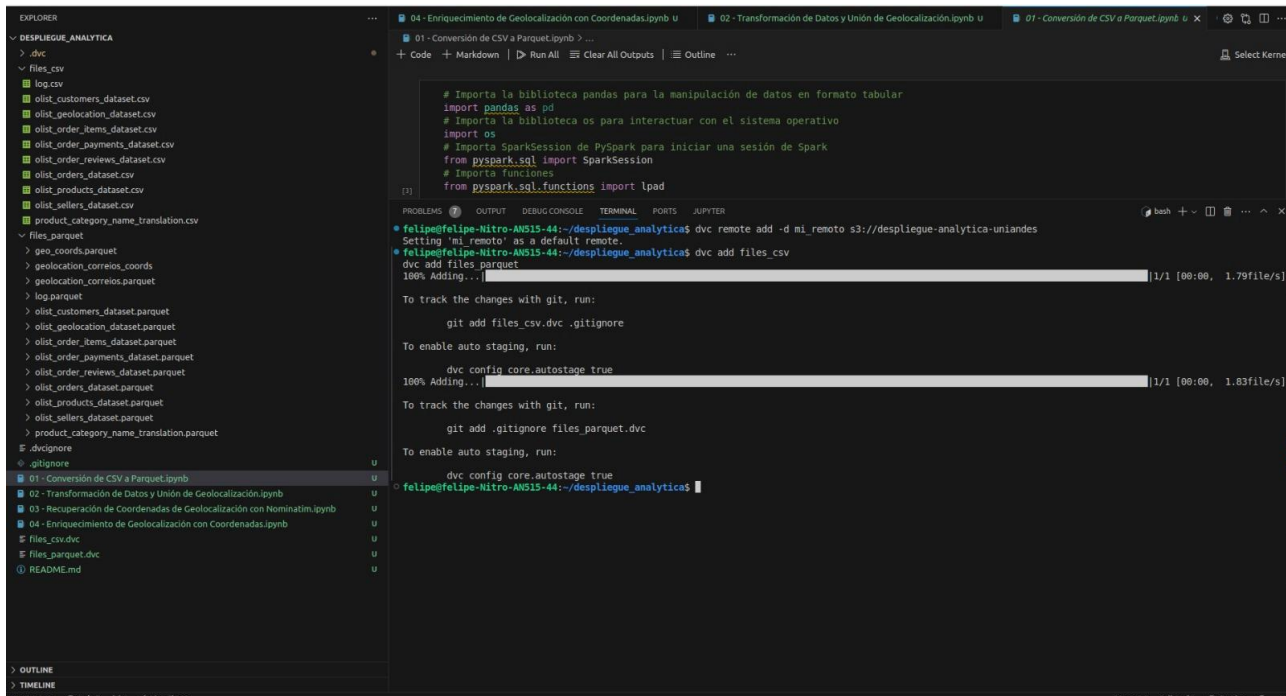 EXPLORER
DESPLIEGUE_ANALYTICA
.dvc
files_csv
log.csv
olist_customers_dataset.csv
olist_geolocation_dataset.csv
olist_order_items_dataset.csv
olist_order_payments_dataset.csv
olist_order_reviews_dataset.csv
olist_orders_dataset.csv
olist_products_dataset.csv
olist_sellers_dataset.csv
product_category_name_translation.csv
files_parquet
geo_coords.parquet
geolocation_correios_coords
geolocation_correios.parquet
log.parquet
olist_customers_dataset.parquet
olist_geolocation_dataset.parquet
olist_order_items_dataset.parquet
olist_order_payments_dataset.parquet
olist_order_reviews_dataset.parquet
olist_orders_dataset.parquet
olist_products_dataset.parquet
olist_sellers_dataset.parquet
product_category_name_translation.parquet
.dvcignore
.gitignore U
01 - Conversión de CSV a Parquet.ipynb U
02 - Transformación de Datos y Unión de Geolocalización.ipynb U
03 - Recuperación de Coordenadas de Geolocalización con Nominatim.ipynb U
04 - Enriquecimiento de Geolocalización con Coordenadas.ipynb U
files_csv.dvc U
files_parquet.dvc U
README.md U
OUTLINE
TIMELINE
04 - Enriquecimiento de Geolocalización con Coordenadas.ipynb U 02 - Transformación de Datos y Unión de Geolocalización.ipynb U 01 - Conversión de CSV a Parquet.ipynb U
01 - Conversión de CSV a Parquet.ipynb > ...
+ Code + Markdown | Run All Clear All Outputs | Outline ... Select Kerne
# Importa la biblioteca pandas para la manipulación de datos en formato tabular
import pandas as pd
# Importa la biblioteca os para interactuar con el sistema operativo
import os
# Importa SparkSession de PySpark para iniciar una sesión de Spark
from pyspark.sql import SparkSession
# Importa funciones
from pyspark.sql.functions import lpad
[3]
PROBLEMS 7 OUTPUT DEBUG CONSOLE TERMINAL PORTS JUPYTER bash
felipe@felipe-Nitro-AN515-44:~/despliegue_analytica$ dvc remote add -d mi_remoto s3://despliegue-analytica-uniandes
Setting 'mi_remoto' as a default remote.
felipe@felipe-Nitro-AN515-44:~/despliegue_analytica$ dvc add files_csv
dvc add files_parquet
100% Adding...| |1/1 [00:00, 1.79file/s]
To track the changes with git, run:
git add files_csv.dvc .gitignore
To enable auto staging, run:
dvc config core.autostage true
100% Adding...| |1/1 [00:00, 1.83file/s]
To track the changes with git, run:
git add .gitignore files_parquet.dvc
To enable auto staging, run:
dvc config core.autostage true
felipe@felipe-Nitro-AN515-44:~/despliegue_analytica$